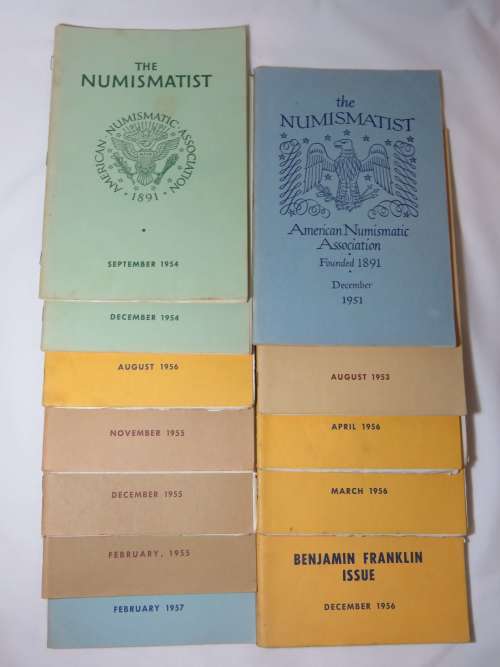 THE
NUMISMATIST
AMERICAN NUMISMATIC ASSOCIATION
· 1891 ·
SEPTEMBER 1954
DECEMBER 1954
AUGUST 1956
NOVEMBER 1955
DECEMBER 1955
FEBRUARY, 1955
FEBRUARY 1957
the
NUMISMATIST
American Numismatic
Association
Founded 1891
December
1951
AUGUST 1953
APRIL 1956
MARCH 1956
BENJAMIN FRANKLIN
ISSUE
DECEMBER 1956